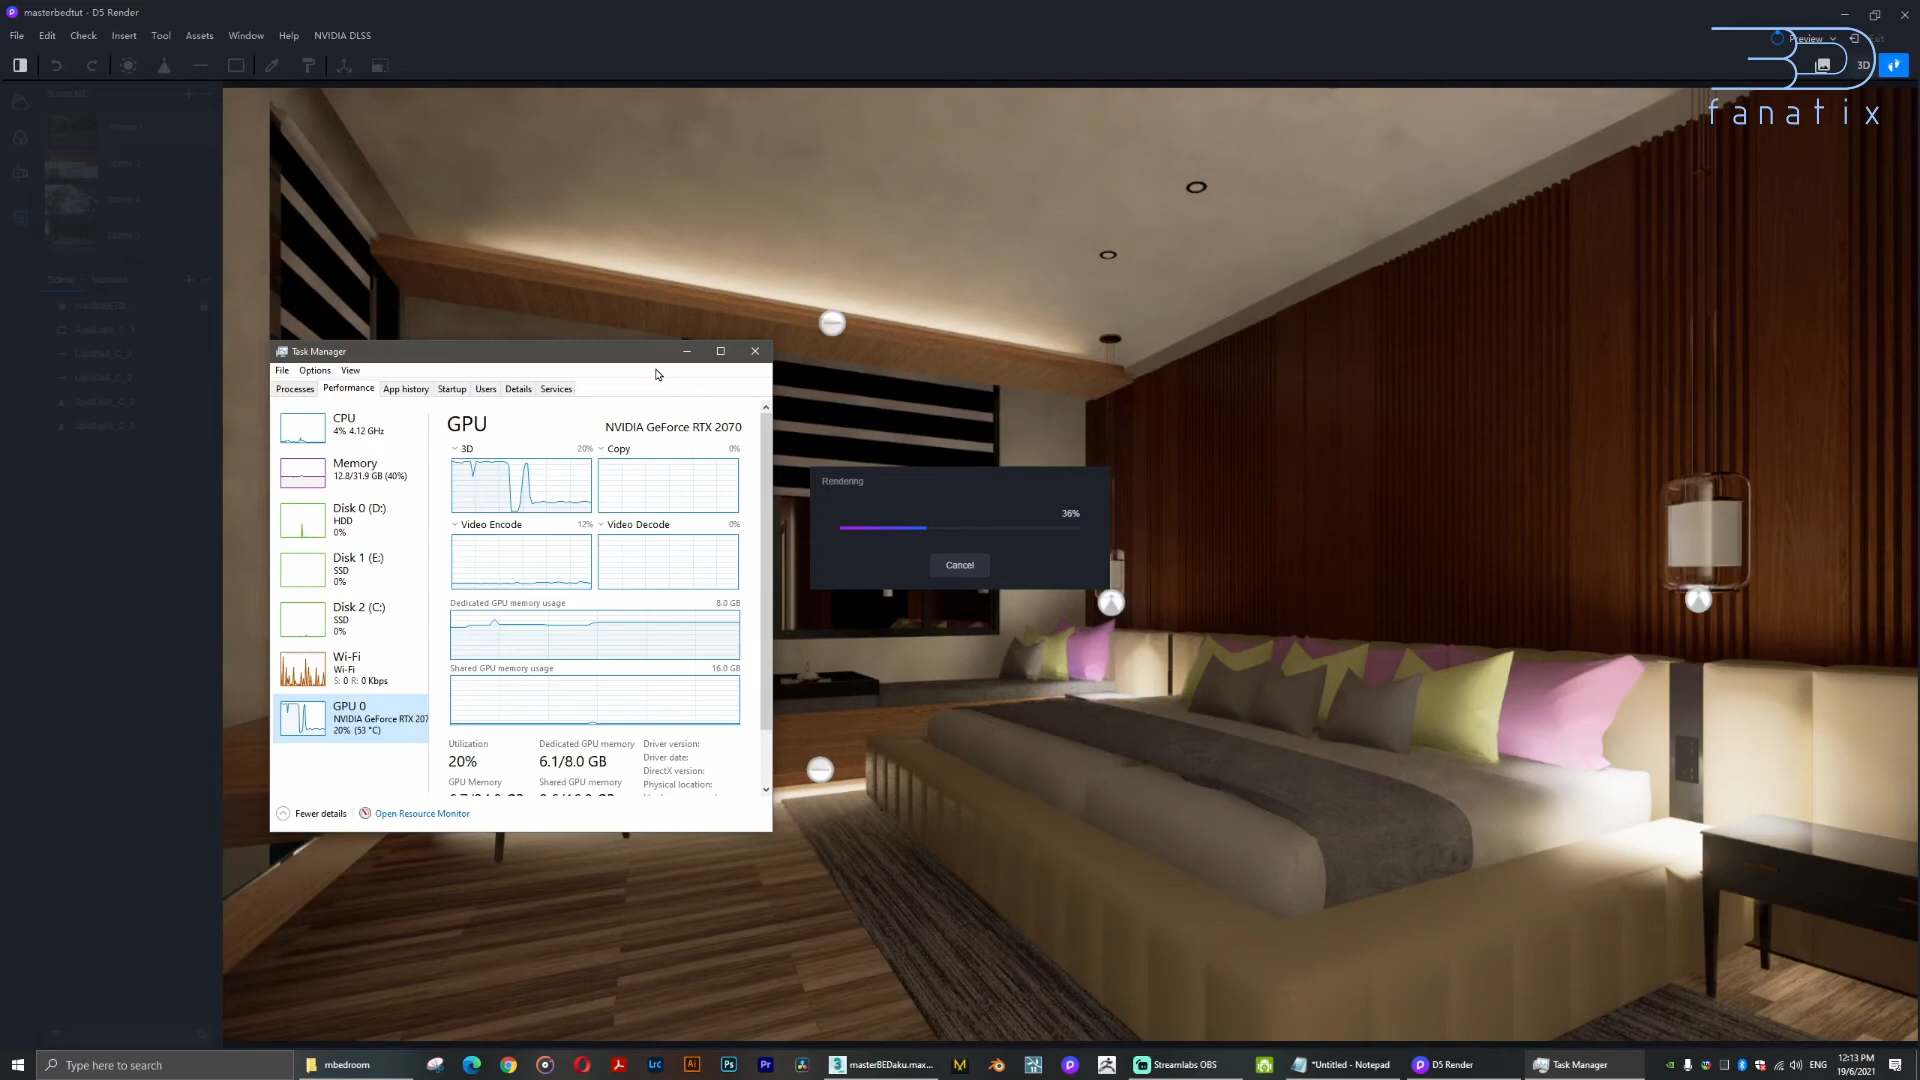 masterbedtut - D5 Render
File Edit Check Insert Tool Assets Window Help NVIDIA DLSS
Preview
3D
fanatix
Task Manager
File Options View
Processes Performance App history Startup Users Details Services
CPU
4% 4.12 GHz
Memory
12.8/31.9 GB (40%)
Disk 0 (D:)
HDD
0%
Disk 1 (E:)
SSD
0%
Disk 2 (C:)
SSD
0%
Wi-Fi
Wi-Fi
S: 0 R: 0 Kbps
GPU 0
NVIDIA GeForce RTX 207
20% (53 °C)
GPU NVIDIA GeForce RTX 2070
3D 20% Copy 0%
Video Encode 12% Video Decode 0%
Dedicated GPU memory usage 8.0 GB
Shared GPU memory usage 16.0 GB
Utilization
20%
Dedicated GPU memory
6.1/8.0 GB
GPU Memory
Shared GPU memory
Driver version:
Driver date:
DirectX version:
Physical location:
Fewer details Open Resource Monitor
Rendering
36%
Cancel
Type here to search
mbedroom
masterBEDaku.max...
Streamlabs OBS
*Untitled - Notepad
D5 Render
Task Manager
ENG
12:13 PM
19/6/2021